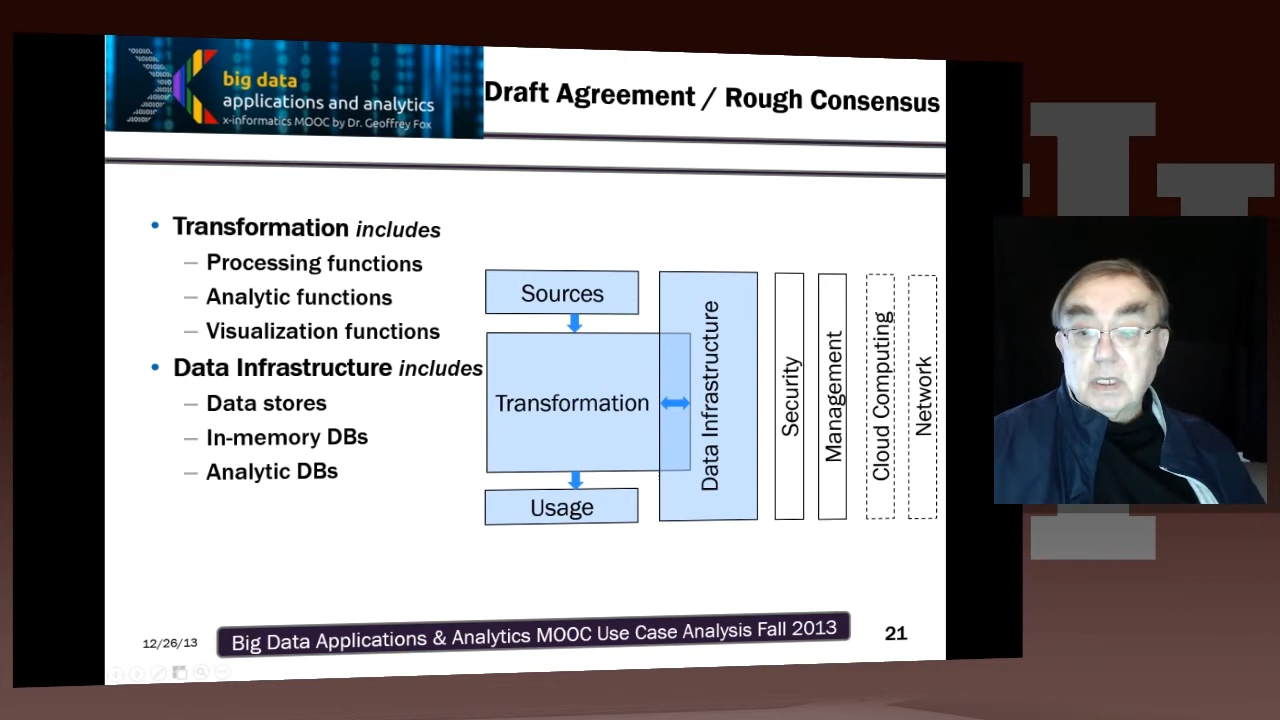 big data
applications and analytics
x-informatics MOOC by Dr. Geoffrey Fox
Draft Agreement / Rough Consensus
• Transformation includes
— Processing functions
— Analytic functions
— Visualization functions
• Data Infrastructure includes
— Data stores
— In-memory DBs
— Analytic DBs
Sources
Transformation
Usage
Data Infrastructure
Security
Management
Cloud Computing
Network
12/26/13
Big Data Applications & Analytics MOOC Use Case Analysis Fall 2013
21